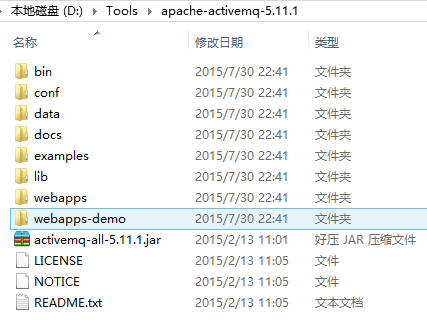 本地磁盘 (D:) Tools apache-activemq-5.11.1
名称 修改日期 类型
bin 2015/7/30 22:41 文件夹
conf 2015/7/30 22:41 文件夹
data 2015/7/30 22:41 文件夹
docs 2015/7/30 22:41 文件夹
examples 2015/7/30 22:41 文件夹
lib 2015/7/30 22:41 文件夹
webapps 2015/7/30 22:41 文件夹
webapps-demo 2015/7/30 22:41 文件夹
activemq-all-5.11.1.jar 2015/2/13 11:01 好压 JAR 压缩文件
LICENSE 2015/2/13 11:05 文件
NOTICE 2015/2/13 11:05 文件
README.txt 2015/2/13 11:05 文本文档